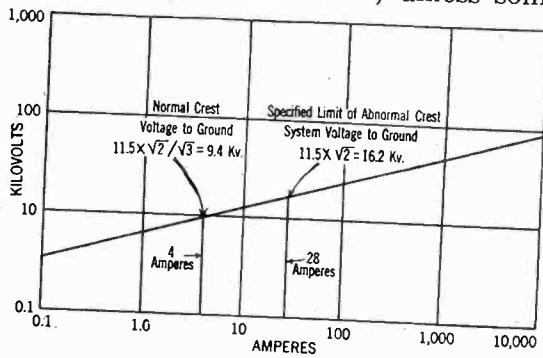 1,000
100
10
0.1
KILOVOLTS
Normal Crest
Voltage to Ground
11.5X √2/√3 = 9.4 Kv.
Specified Limit of Abnormal Crest
System Voltage to Ground
11.5X √2 = 16.2 Kv.
4
Amperes
28
Amperes
0.1
1.0
10
100
1,000
10,000
AMPERES